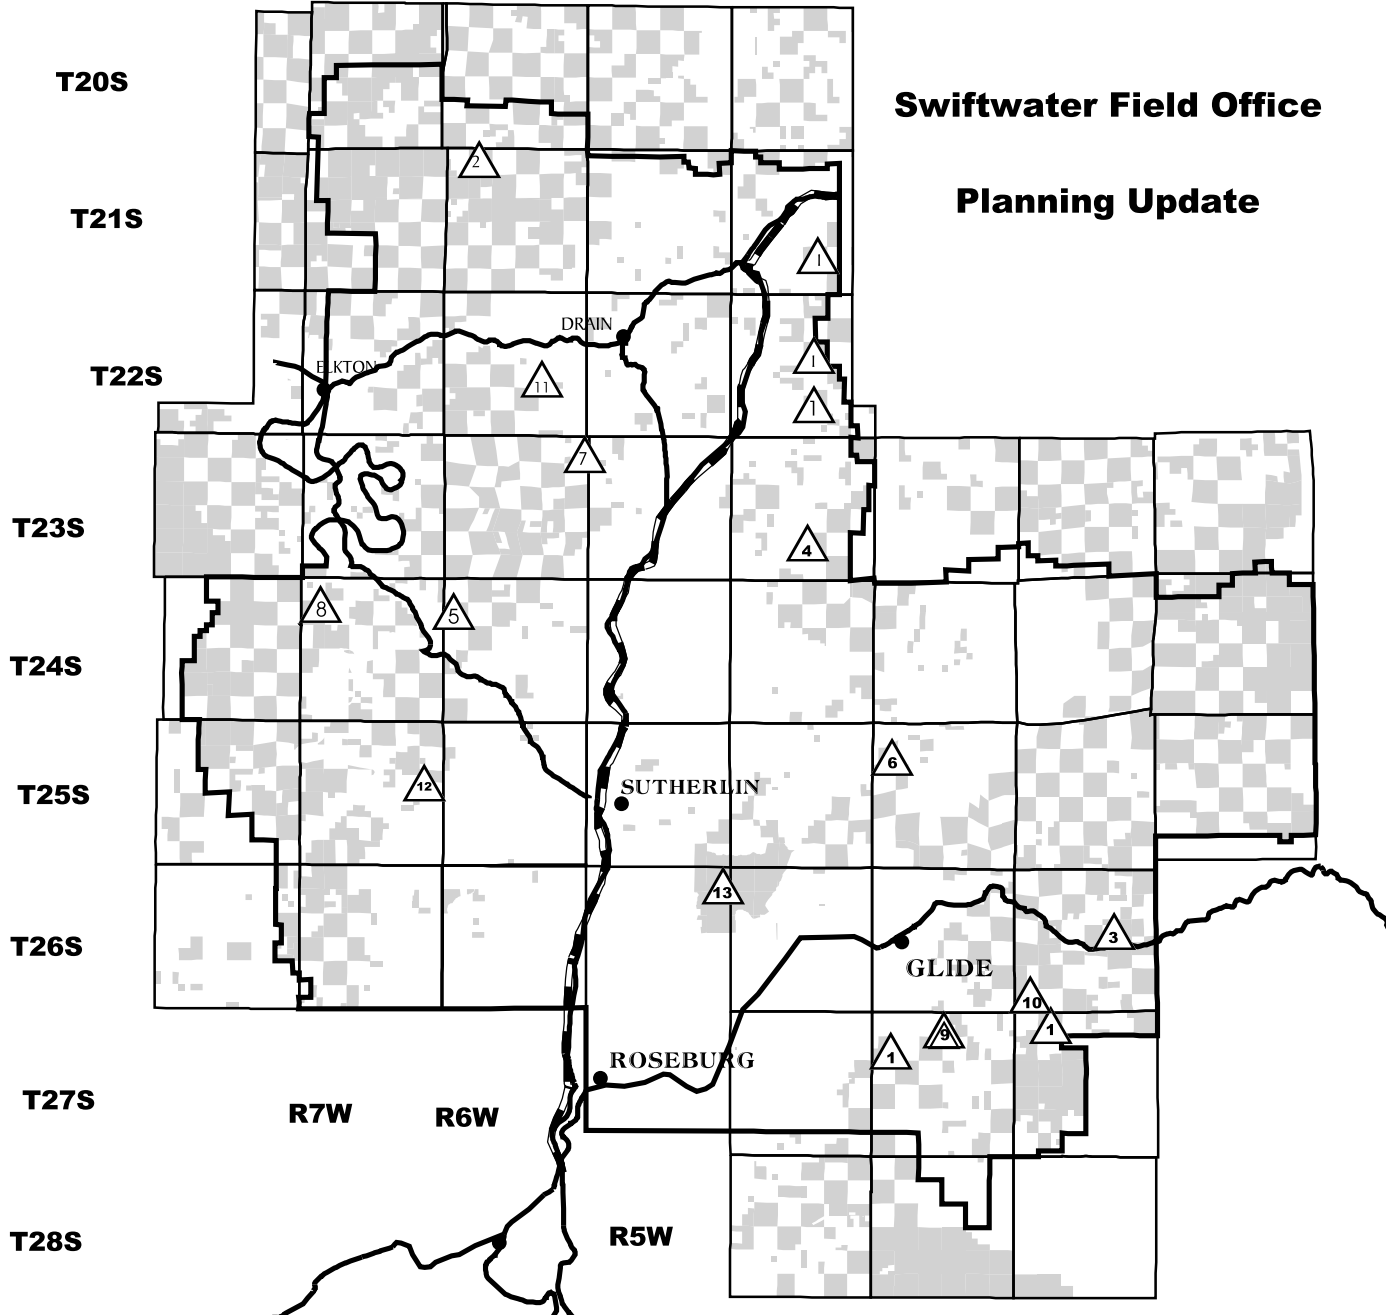 T20S
Swiftwater Field Office
2
Planning Update
T21S
1
DRAIN
1
T22S
ELKTON
11
1
7
T23S
4
8
5
T24S
6
12
T25S
SUTHERLIN
13
3
T26S
GLIDE
10
9
1
1
ROSEBURG
T27S
R7W
R6W
T28S
R5W